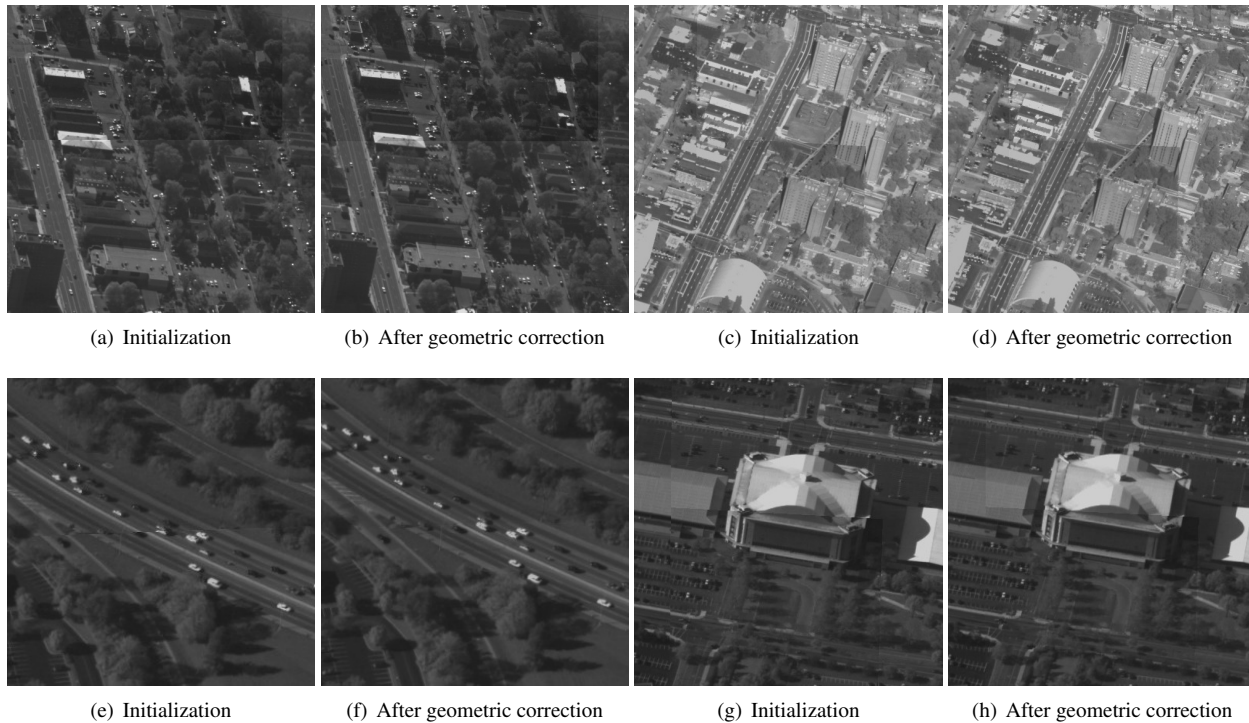 (a) Initialization
(b) After geometric correction
(c) Initialization
(d) After geometric correction
(e) Initialization
(f) After geometric correction
(g) Initialization
(h) After geometric correction